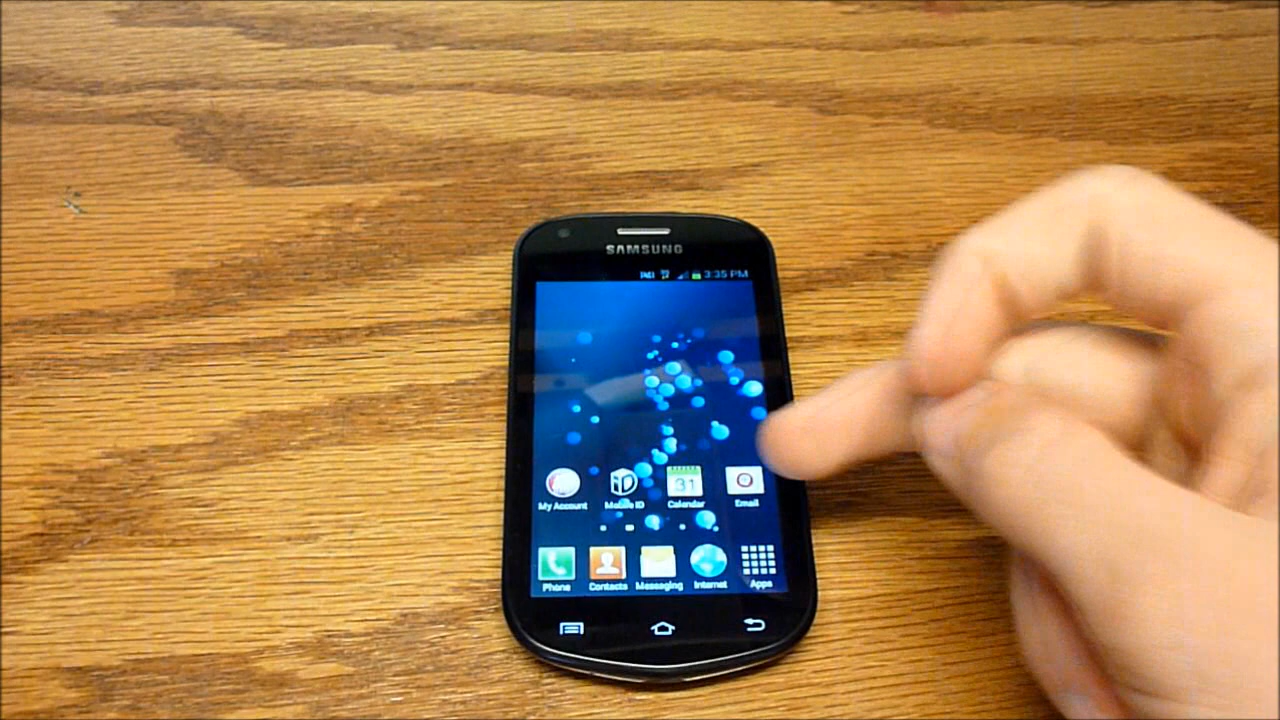 SAMSUNG
3:35 PM
My Account
Mobile ID
31
Calendar
Email
Phone
Contacts
Messaging
Internet
Apps